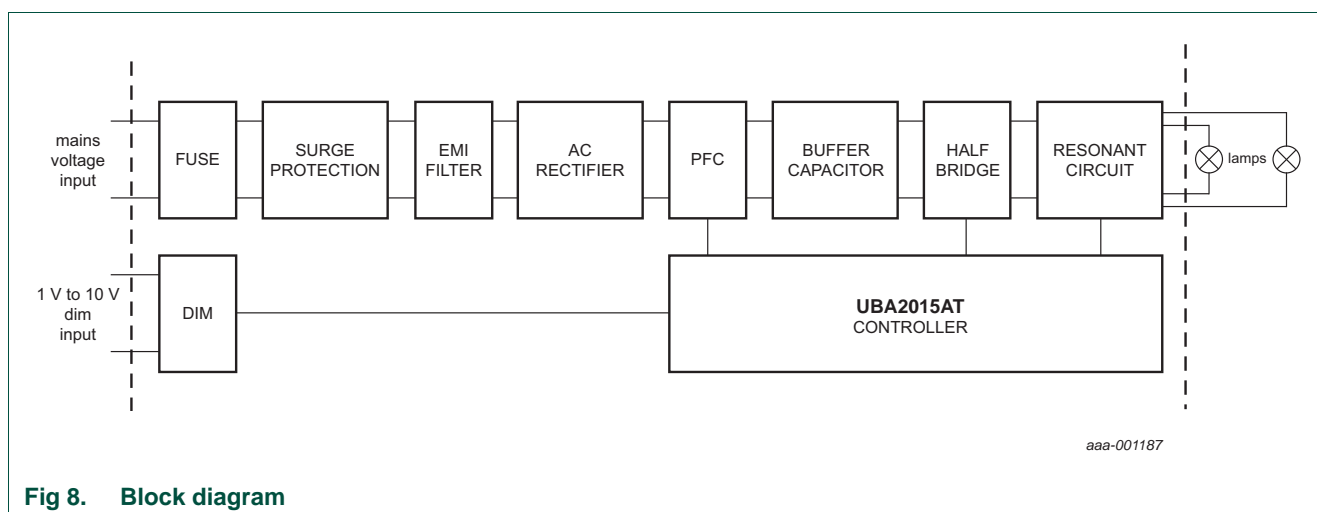 mains
voltage
input
FUSE
SURGE
PROTECTION
EMI
FILTER
AC
RECTIFIER
PFC
BUFFER
CAPACITOR
HALF
BRIDGE
RESONANT
CIRCUIT
lamps
1 V to 10 V
dim
input
DIM
UBA2015AT
CONTROLLER
aaa-001187
Fig 8. Block diagram